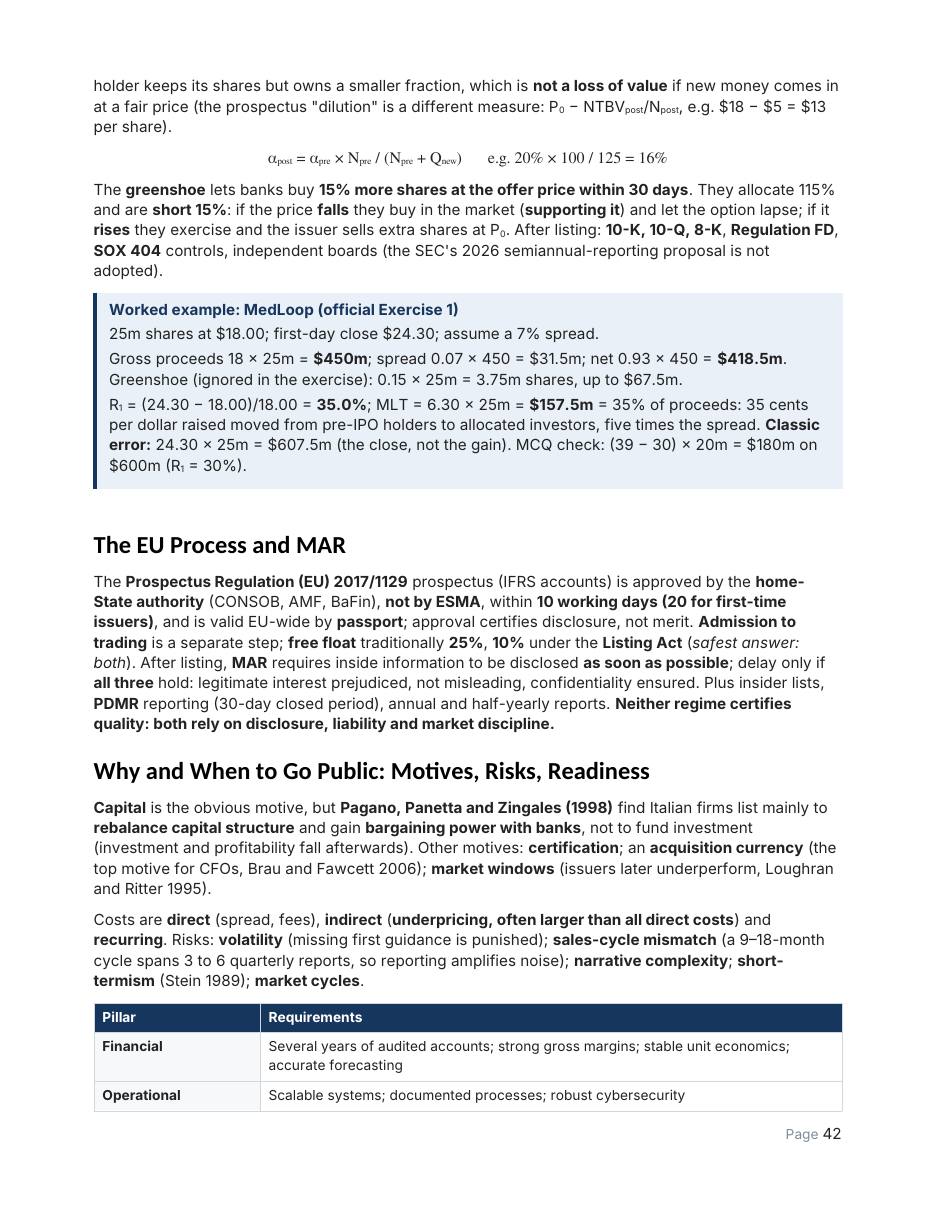 holder keeps its shares but owns a smaller fraction, which is not a loss of value if new money comes in
at a fair price (the prospectus "dilution" is a different measure: P₀ − NTBVₚₒₛₜ/Nₚₒₛₜ, e.g. $18 − $5 = $13
per share).
αₚₒₛₜ = αₚᵣₑ × Nₚᵣₑ / (Nₚᵣₑ + Qₙₑw) e.g. 20% × 100 / 125 = 16%
The greenshoe lets banks buy 15% more shares at the offer price within 30 days. They allocate 115%
and are short 15%: if the price falls they buy in the market (supporting it) and let the option lapse; if it
rises they exercise and the issuer sells extra shares at P₀. After listing: 10-K, 10-Q, 8-K, Regulation FD,
SOX 404 controls, independent boards (the SEC's 2026 semiannual-reporting proposal is not
adopted).
Worked example: MedLoop (official Exercise 1)
25m shares at $18.00; first-day close $24.30; assume a 7% spread.
Gross proceeds 18 × 25m = $450m; spread 0.07 × 450 = $31.5m; net 0.93 × 450 = $418.5m.
Greenshoe (ignored in the exercise): 0.15 × 25m = 3.75m shares, up to $67.5m.
R₁ = (24.30 − 18.00)/18.00 = 35.0%; MLT = 6.30 × 25m = $157.5m = 35% of proceeds: 35 cents
per dollar raised moved from pre-IPO holders to allocated investors, five times the spread. Classic
error: 24.30 × 25m = $607.5m (the close, not the gain). MCQ check: (39 − 30) × 20m = $180m on
$600m (R₁ = 30%).
The EU Process and MAR
The Prospectus Regulation (EU) 2017/1129 prospectus (IFRS accounts) is approved by the home-
State authority (CONSOB, AMF, BaFin), not by ESMA, within 10 working days (20 for first-time
issuers), and is valid EU-wide by passport; approval certifies disclosure, not merit. Admission to
trading is a separate step; free float traditionally 25%, 10% under the Listing Act (safest answer:
both). After listing, MAR requires inside information to be disclosed as soon as possible; delay only if
all three hold: legitimate interest prejudiced, not misleading, confidentiality ensured. Plus insider lists,
PDMR reporting (30-day closed period), annual and half-yearly reports. Neither regime certifies
quality: both rely on disclosure, liability and market discipline.
Why and When to Go Public: Motives, Risks, Readiness
Capital is the obvious motive, but Pagano, Panetta and Zingales (1998) find Italian firms list mainly to
rebalance capital structure and gain bargaining power with banks, not to fund investment
(investment and profitability fall afterwards). Other motives: certification; an acquisition currency (the
top motive for CFOs, Brau and Fawcett 2006); market windows (issuers later underperform, Loughran
and Ritter 1995).
Costs are direct (spread, fees), indirect (underpricing, often larger than all direct costs) and
recurring. Risks: volatility (missing first guidance is punished); sales-cycle mismatch (a 9–18-month
cycle spans 3 to 6 quarterly reports, so reporting amplifies noise); narrative complexity; short-
termism (Stein 1989); market cycles.
Pillar Requirements
Financial Several years of audited accounts; strong gross margins; stable unit economics;
accurate forecasting
Operational Scalable systems; documented processes; robust cybersecurity
Page 42